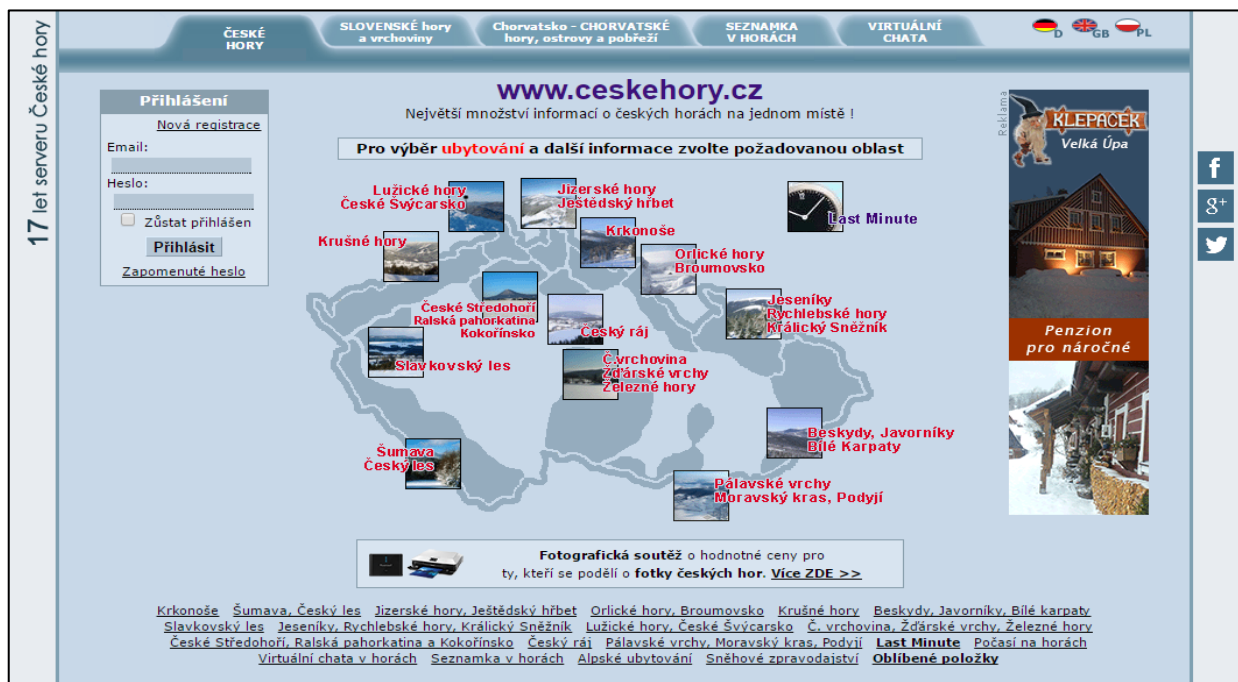 17 let serveru České hory
ČESKÉ
HORY
SLOVENSKÉ hory
a vrchoviny
Chorvatsko - CHORVATSKÉ
hory, ostrovy a pobřeží
SEZNAMKA
V HORÁCH
VIRTUÁLNÍ
CHATA
D
GB
PL
www.ceskehory.cz
Největší množství informací o českých horách na jednom místě !
Přihlášení
Nová registrace
Email:
Heslo:
Zůstat přihlášen
Přihlásit
Zapomenuté heslo
Pro výběr ubytování a další informace zvolte požadovanou oblast
Lužické hory
České Švýcarsko
Jizerské hory
Ještědský hřbet
Last Minute
Krušné hory
Krkonoše
Orlické hory
Broumovsko
České Středohoří
Ralská pahorkatina
Kokořínsko
Český ráj
Jeseníky
Rychlebské hory
Králický Sněžník
Slavkovský les
Č.vrchovina
Žďárské vrchy
Železné hory
Beskydy, Javorníky
Bílé Karpaty
Šumava
Český les
Pálavské vrchy
Moravský kras, Podyjí
Reklama
KLEPAČEK
Velká Úpa
Penzion
pro náročné
f
g+
Fotografická soutěž o hodnotné ceny pro
ty, kteří se podělí o fotky českých hor. Více ZDE >>
Krkonoše Šumava, Český les Jizerské hory, Ještědský hřbet Orlické hory, Broumovsko Krušné hory Beskydy, Javorníky, Bílé karpaty
Slavkovský les Jeseníky, Rychlebské hory, Králický Sněžník Lužické hory, České Švýcarsko Č. vrchovina, Žďárské vrchy, Železné hory
České Středohoří, Ralská pahorkatina a Kokořínsko Český ráj Pálavské vrchy, Moravský kras, Podyjí Last Minute Počasí na horách
Virtuální chata v horách Seznamka v horách Alpské ubytování Sněhové zpravodajství Oblíbené položky